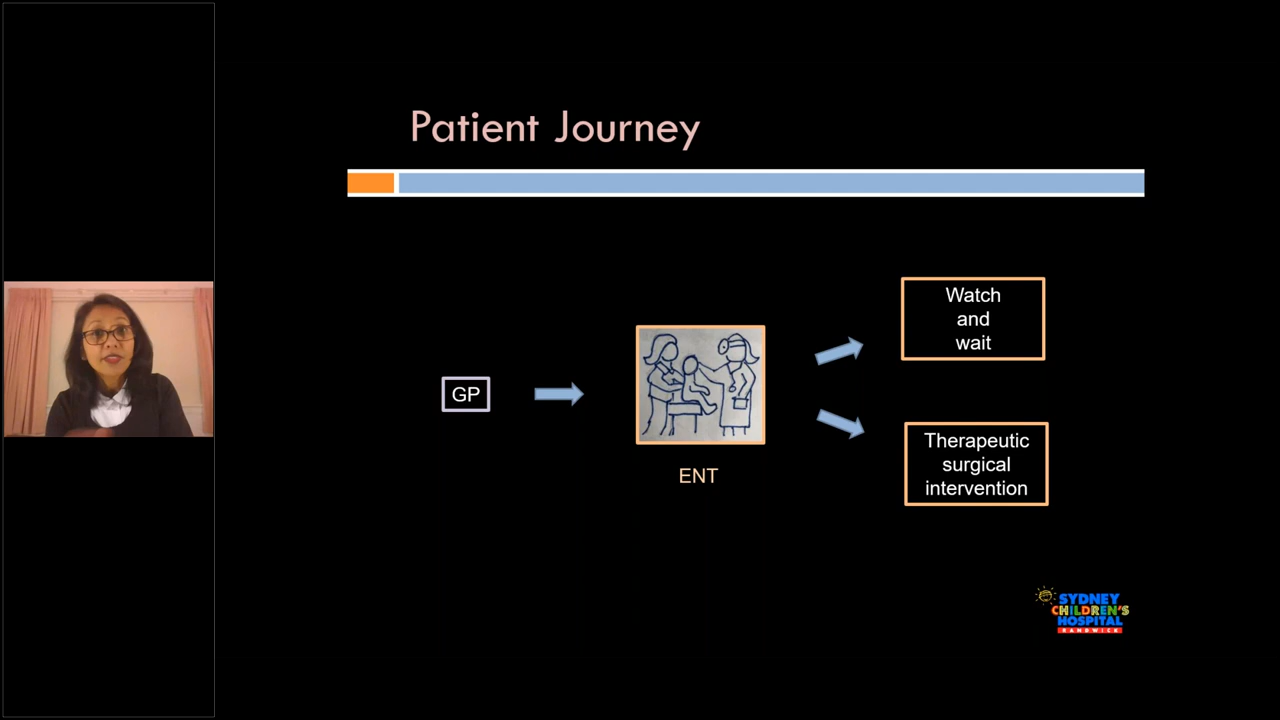 Patient Journey
GP
ENT
Watch
and
wait
Therapeutic
surgical
intervention
SYDNEY
CHILDREN'S
HOSPITAL
RANDWICK